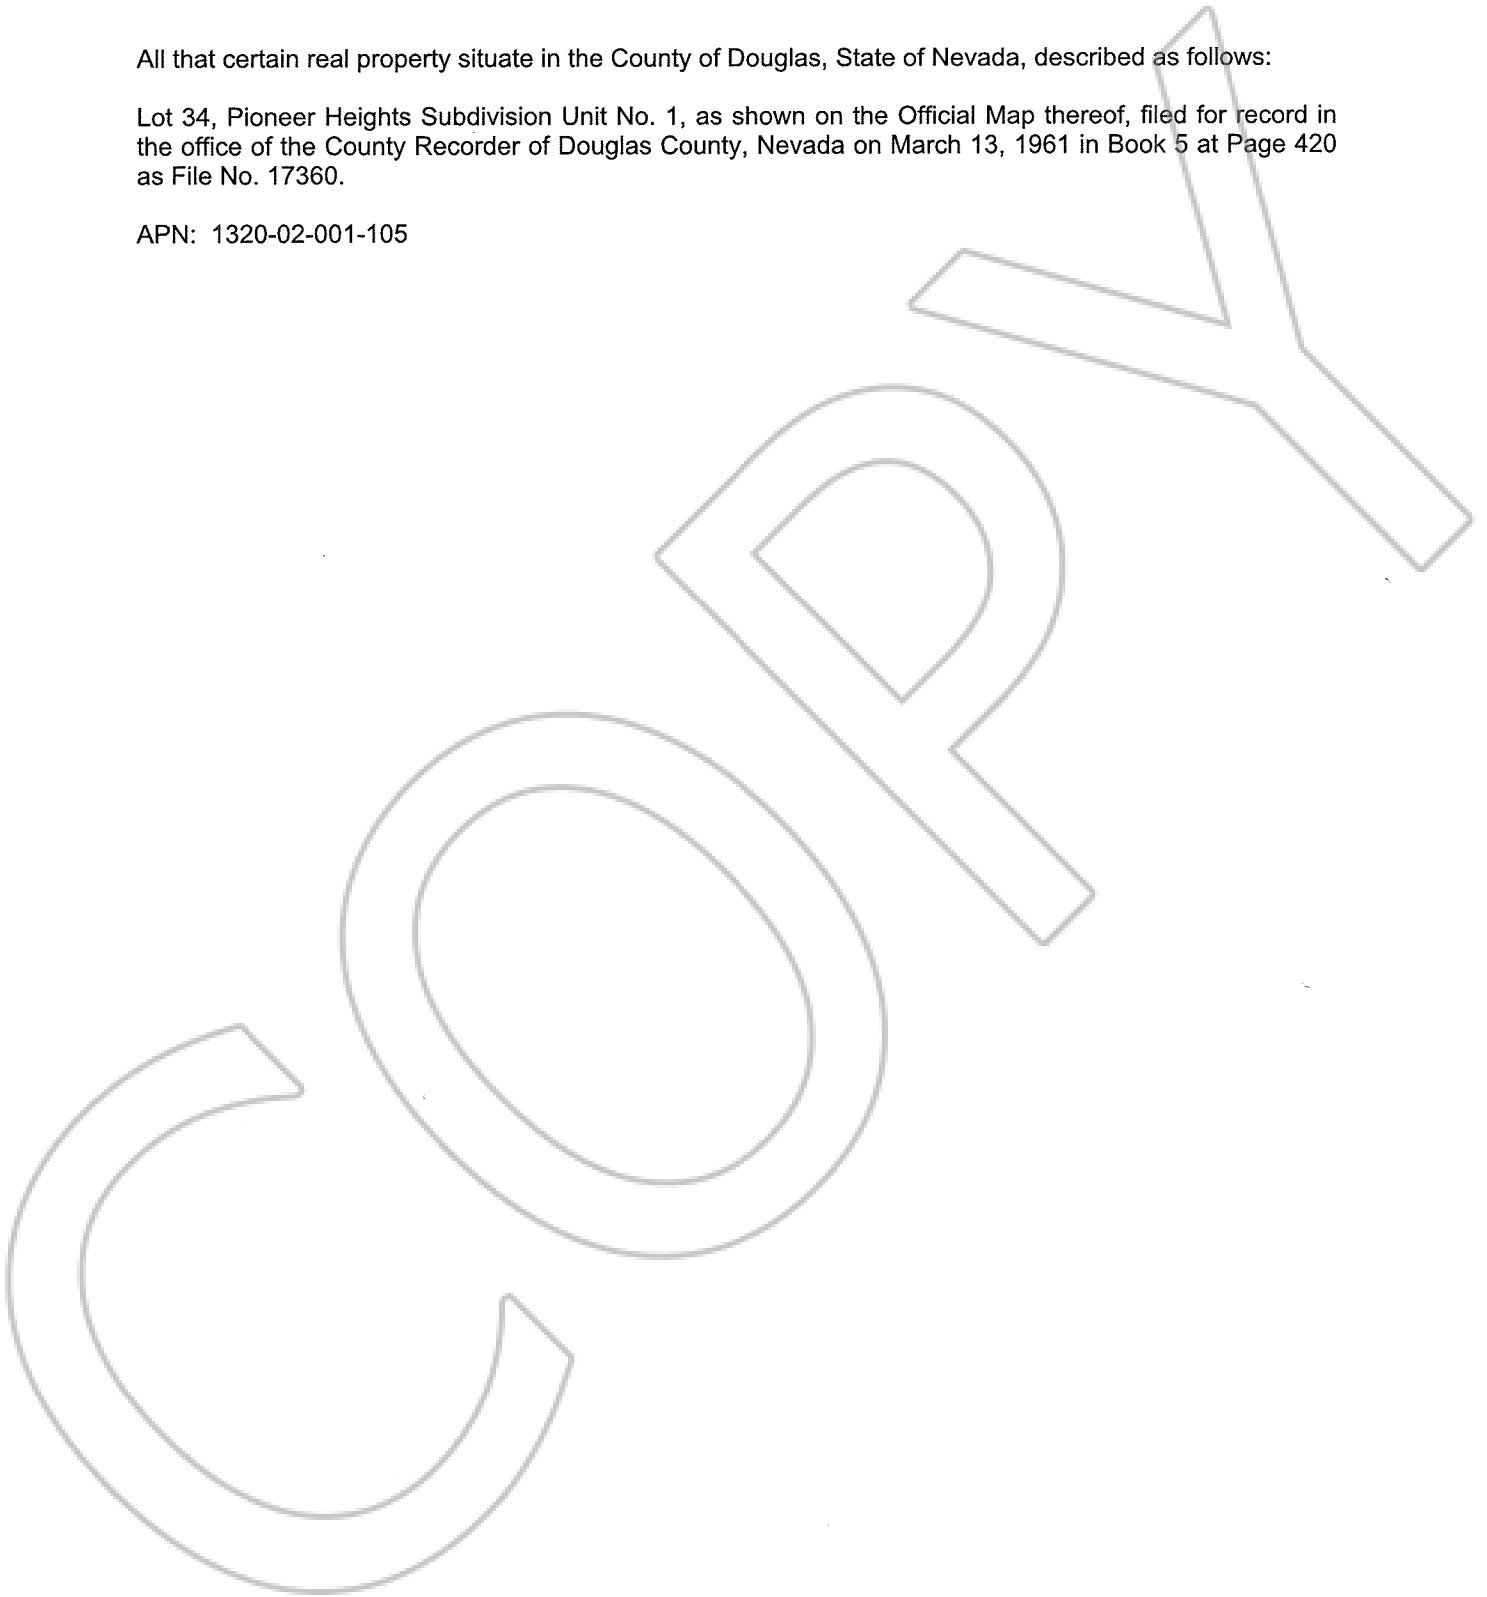 All that certain real property situate in the County of Douglas, State of Nevada, described as follows:
Lot 34, Pioneer Heights Subdivision Unit No. 1, as shown on the Official Map thereof, filed for record in
the office of the County Recorder of Douglas County, Nevada on March 13, 1961 in Book 5 at Page 420
as File No. 17360.
APN: 1320-02-001-105
COPY